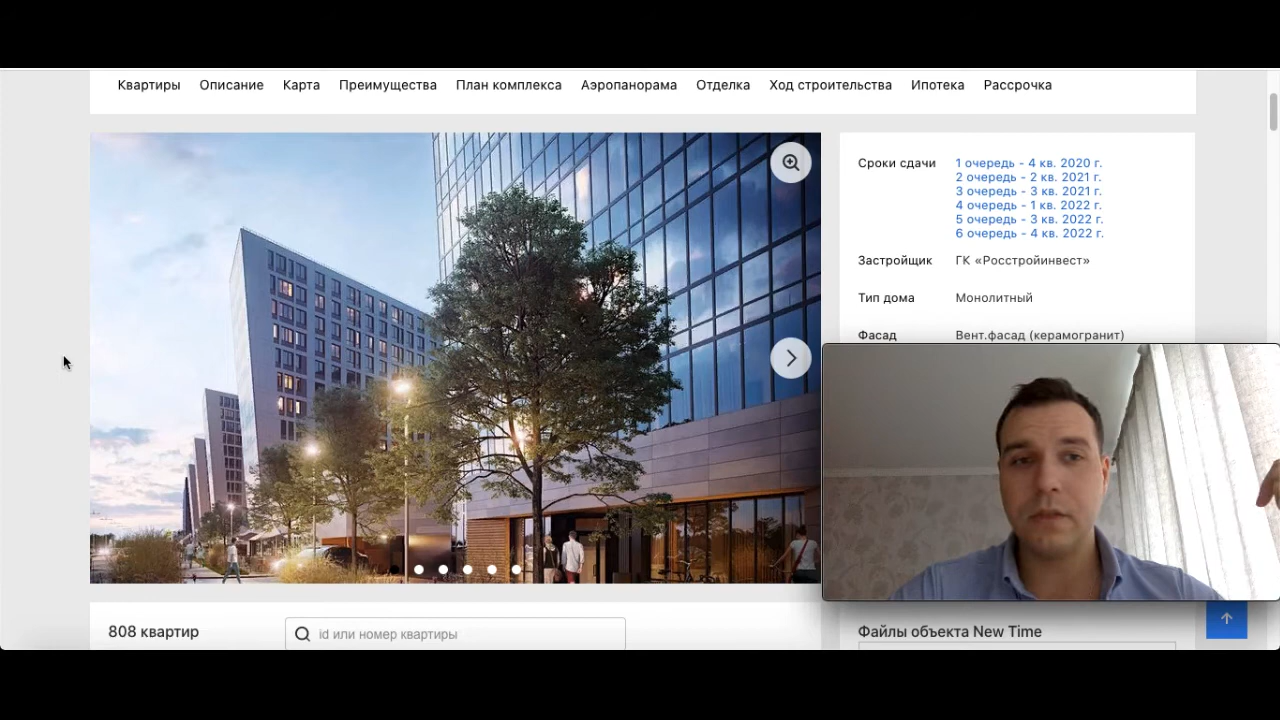 Квартиры Описание Карта Преимущества План комплекса Аэропанорама Отделка Ход строительства Ипотека Рассрочка
Сроки сдачи
1 очередь - 4 кв. 2020 г.
2 очередь - 2 кв. 2021 г.
3 очередь - 3 кв. 2021 г.
4 очередь - 1 кв. 2022 г.
5 очередь - 3 кв. 2022 г.
6 очередь - 4 кв. 2022 г.
Застройщик ГК «Росстройинвест»
Тип дома Монолитный
Фасад Вент.фасад (керамогранит)
808 квартир
id или номер квартиры
Файлы объекта New Time